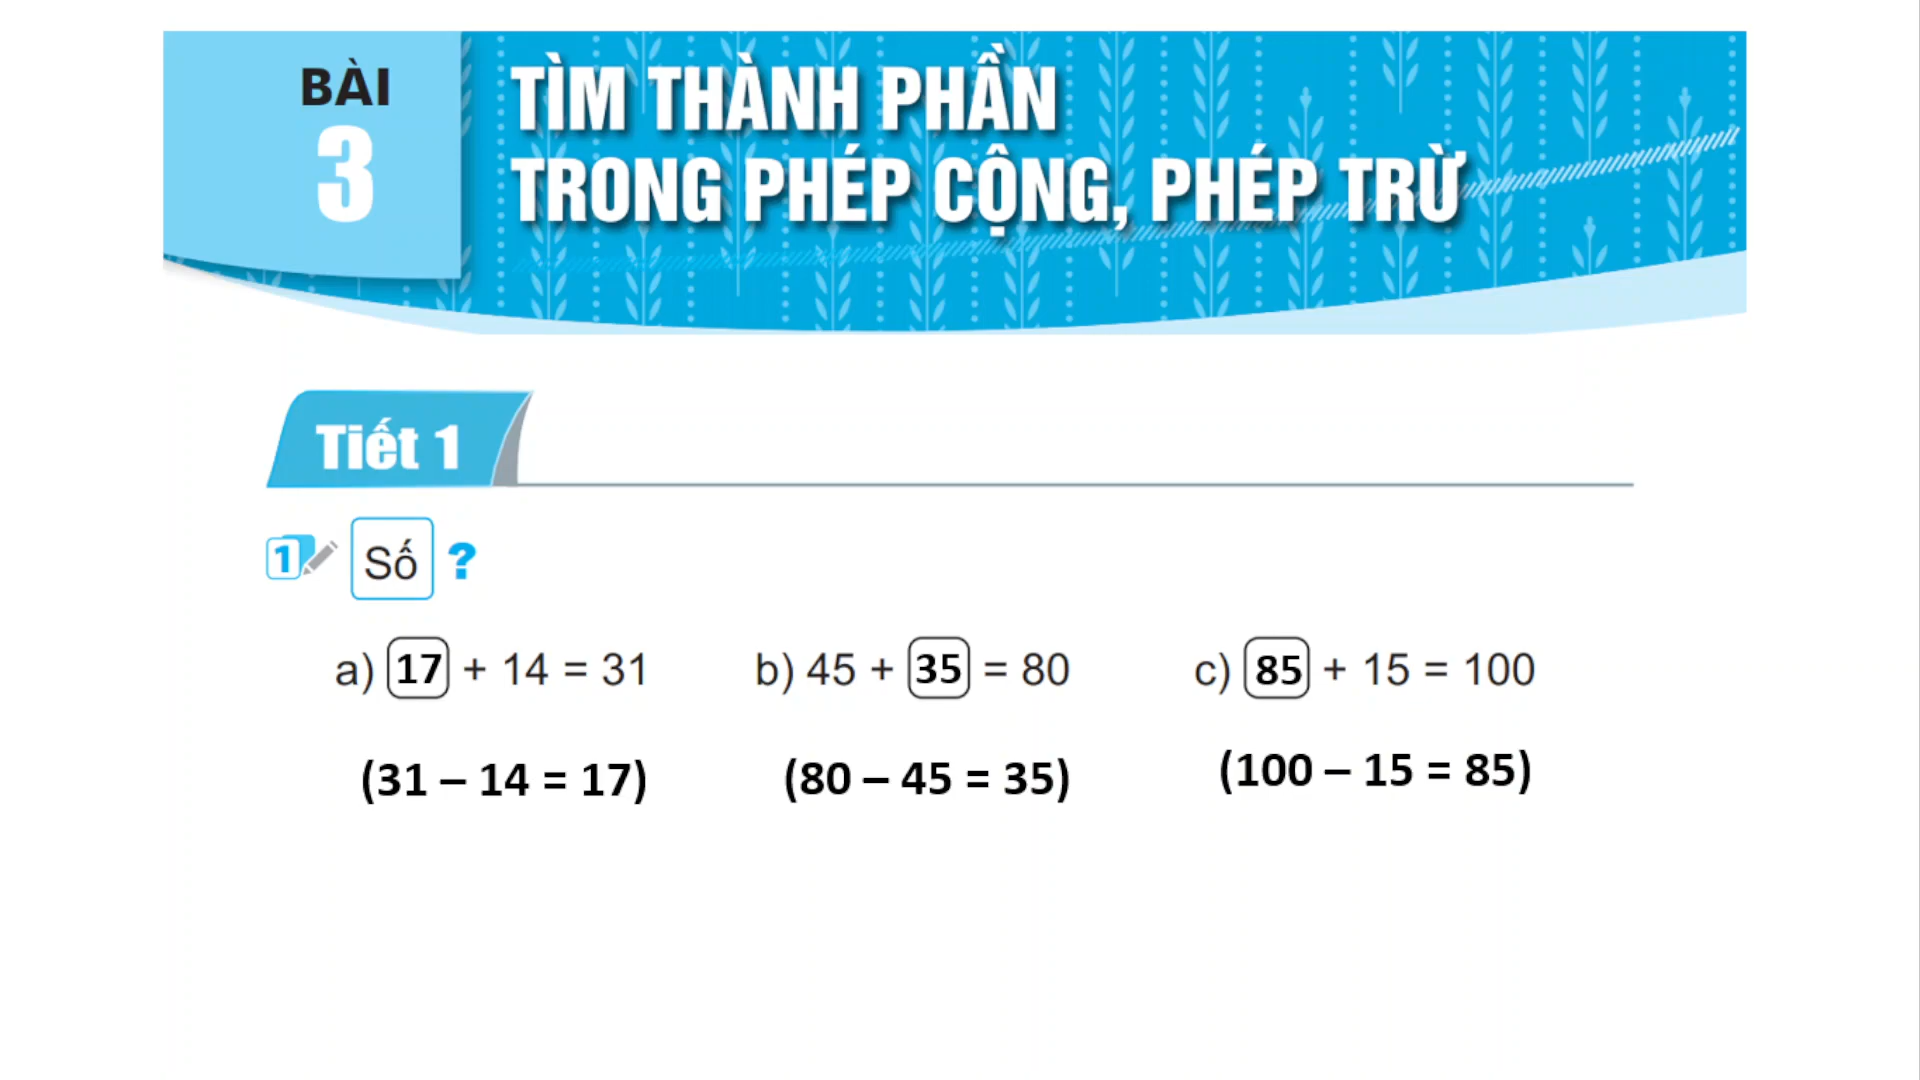 BÀI
3
TÌM THÀNH PHẦN
TRONG PHÉP CỘNG, PHÉP TRỪ
Tiết 1
1 Số ?
a) 17 + 14 = 31 b) 45 + 35 = 80 c) 85 + 15 = 100
(31 – 14 = 17) (80 – 45 = 35) (100 – 15 = 85)